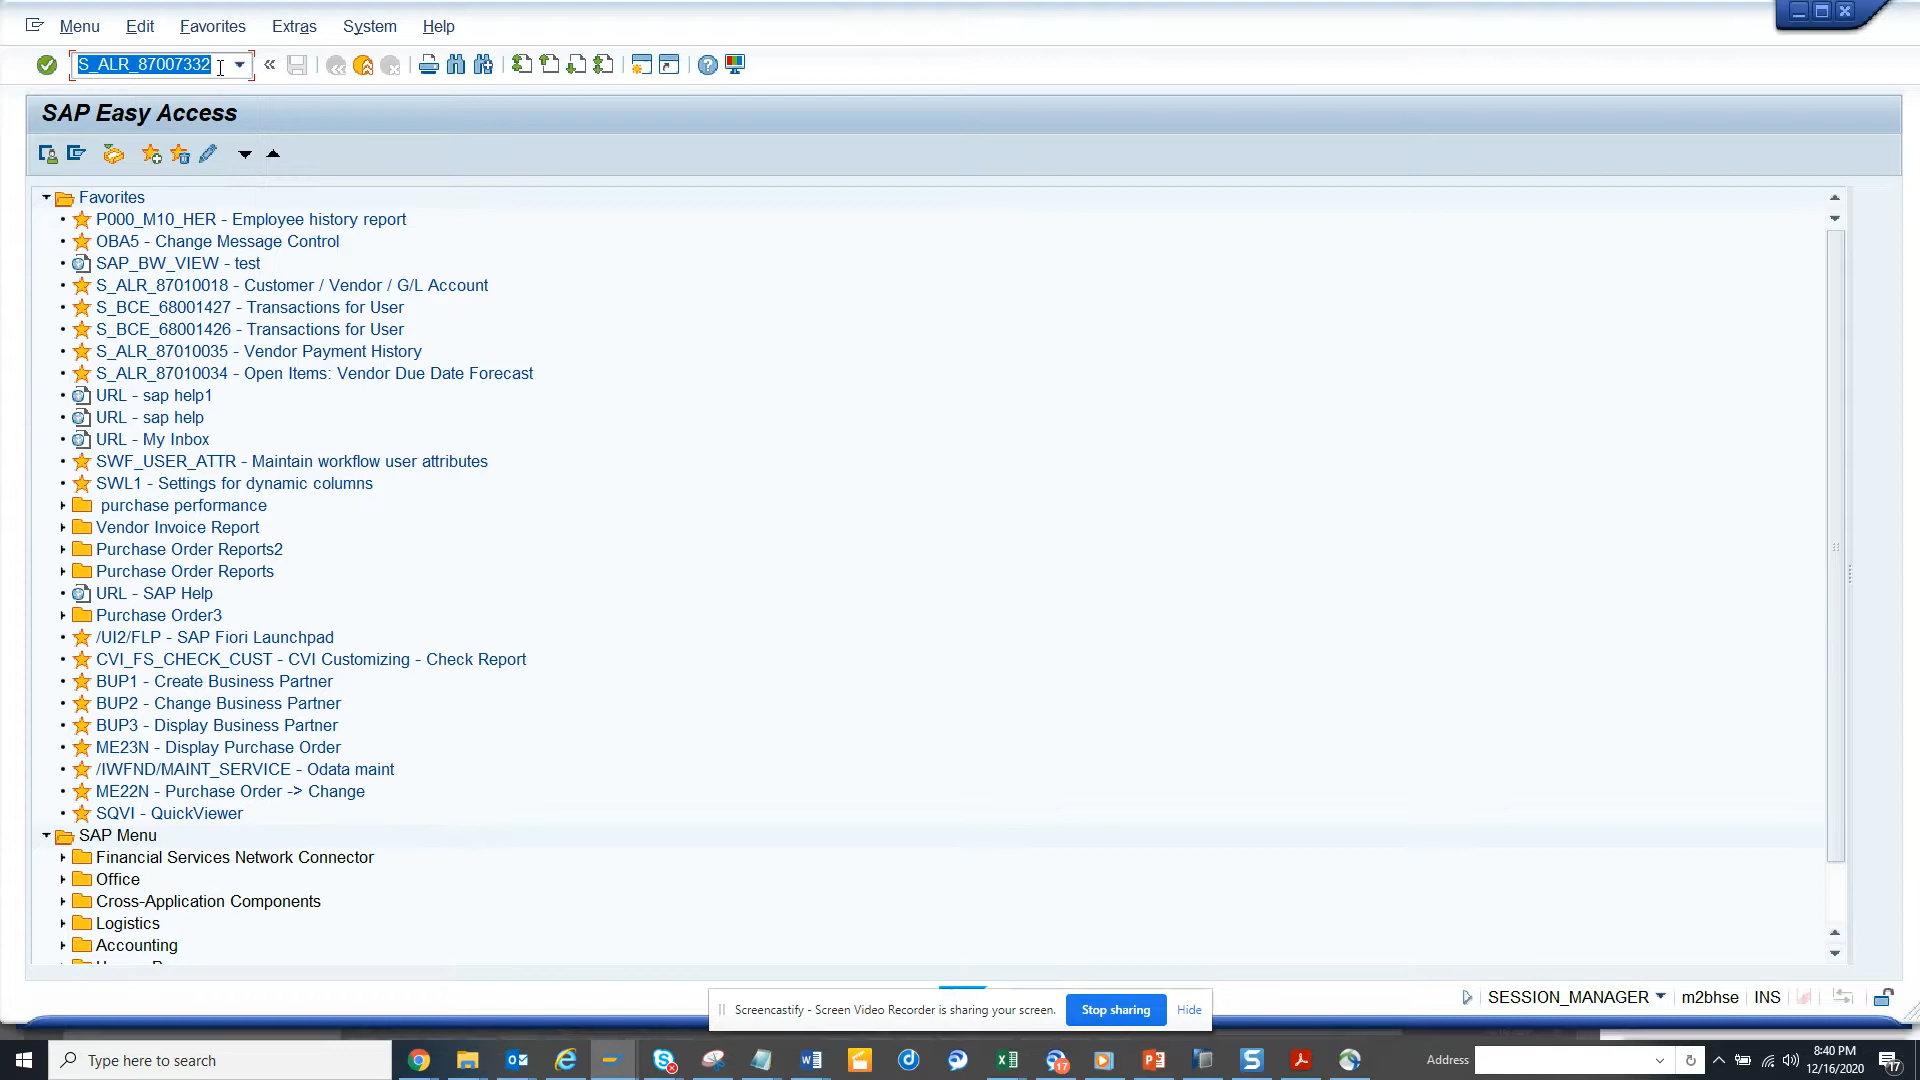 Menu Edit Favorites Extras System Help
S_ALR_87007332
SAP Easy Access
Favorites
P000_M10_HER - Employee history report
OBA5 - Change Message Control
SAP_BW_VIEW - test
S_ALR_87010018 - Customer / Vendor / G/L Account
S_BCE_68001427 - Transactions for User
S_BCE_68001426 - Transactions for User
S_ALR_87010035 - Vendor Payment History
S_ALR_87010034 - Open Items: Vendor Due Date Forecast
URL - sap help1
URL - sap help
URL - My Inbox
SWF_USER_ATTR - Maintain workflow user attributes
SWL1 - Settings for dynamic columns
purchase performance
Vendor Invoice Report
Purchase Order Reports2
Purchase Order Reports
URL - SAP Help
Purchase Order3
/UI2/FLP - SAP Fiori Launchpad
CVI_FS_CHECK_CUST - CVI Customizing - Check Report
BUP1 - Create Business Partner
BUP2 - Change Business Partner
BUP3 - Display Business Partner
ME23N - Display Purchase Order
/IWFND/MAINT_SERVICE - Odata maint
ME22N - Purchase Order -> Change
SQVI - QuickViewer
SAP Menu
Financial Services Network Connector
Office
Cross-Application Components
Logistics
Accounting
SESSION_MANAGER m2bhse INS
Screencastify - Screen Video Recorder is sharing your screen. Stop sharing Hide
Type here to search
17
Address
8:40 PM
12/16/2020
17